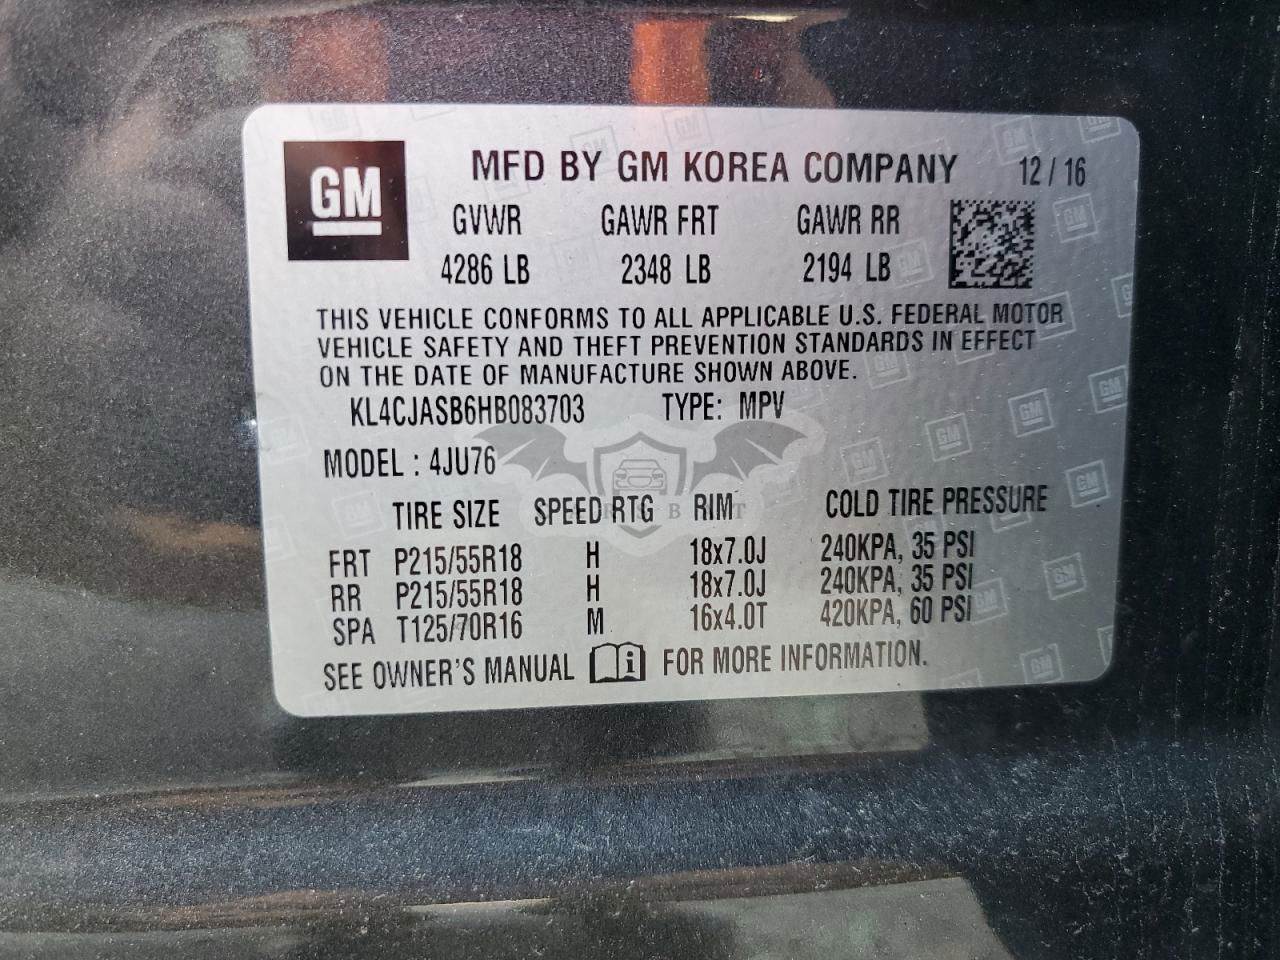 GM
MFD BY GM KOREA COMPANY 12 / 16
GVWR GAWR FRT GAWR RR
4286 LB 2348 LB 2194 LB
THIS VEHICLE CONFORMS TO ALL APPLICABLE U.S. FEDERAL MOTOR
VEHICLE SAFETY AND THEFT PREVENTION STANDARDS IN EFFECT
ON THE DATE OF MANUFACTURE SHOWN ABOVE.
KL4CJASB6HB083703 TYPE: MPV
MODEL : 4JU76
TIRE SIZE SPEED RTG RIM COLD TIRE PRESSURE
FRT P215/55R18 H 18x7.0J 240KPA, 35 PSI
RR P215/55R18 H 18x7.0J 240KPA, 35 PSI
SPA T125/70R16 M 16x4.0T 420KPA, 60 PSI
SEE OWNER'S MANUAL FOR MORE INFORMATION.